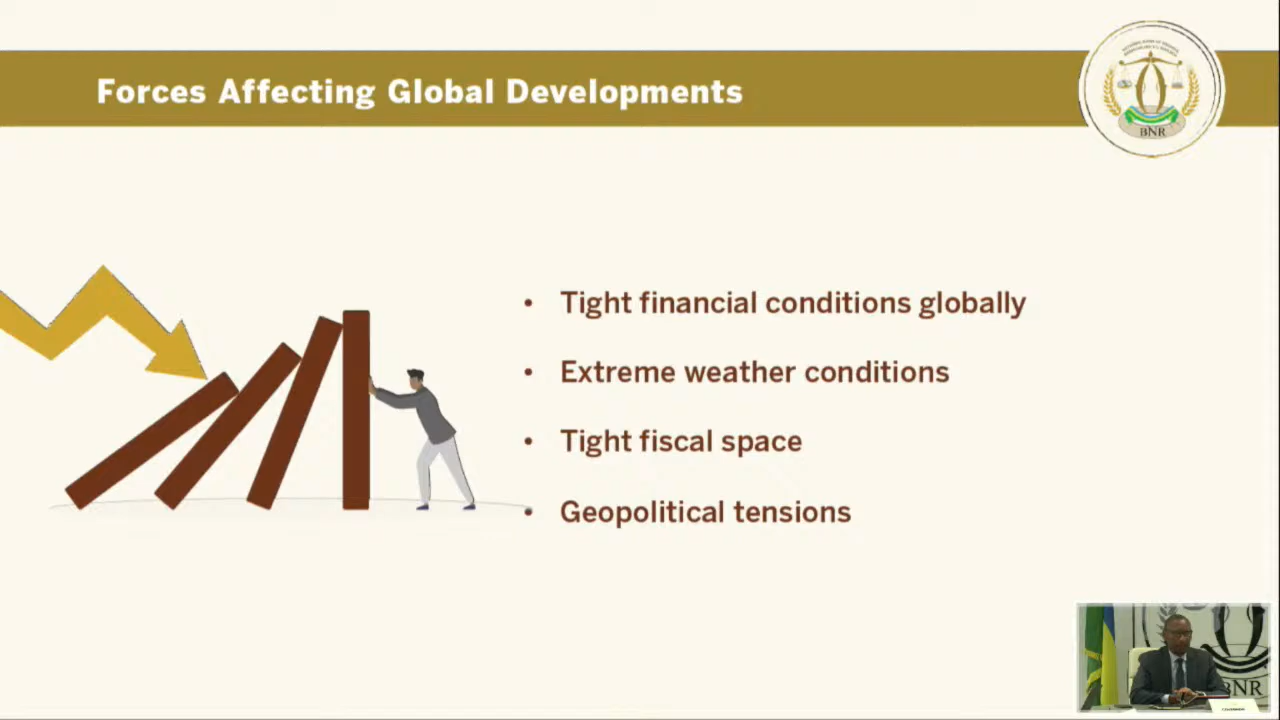 Forces Affecting Global Developments
BNR
• Tight financial conditions globally
• Extreme weather conditions
• Tight fiscal space
• Geopolitical tensions
BNR